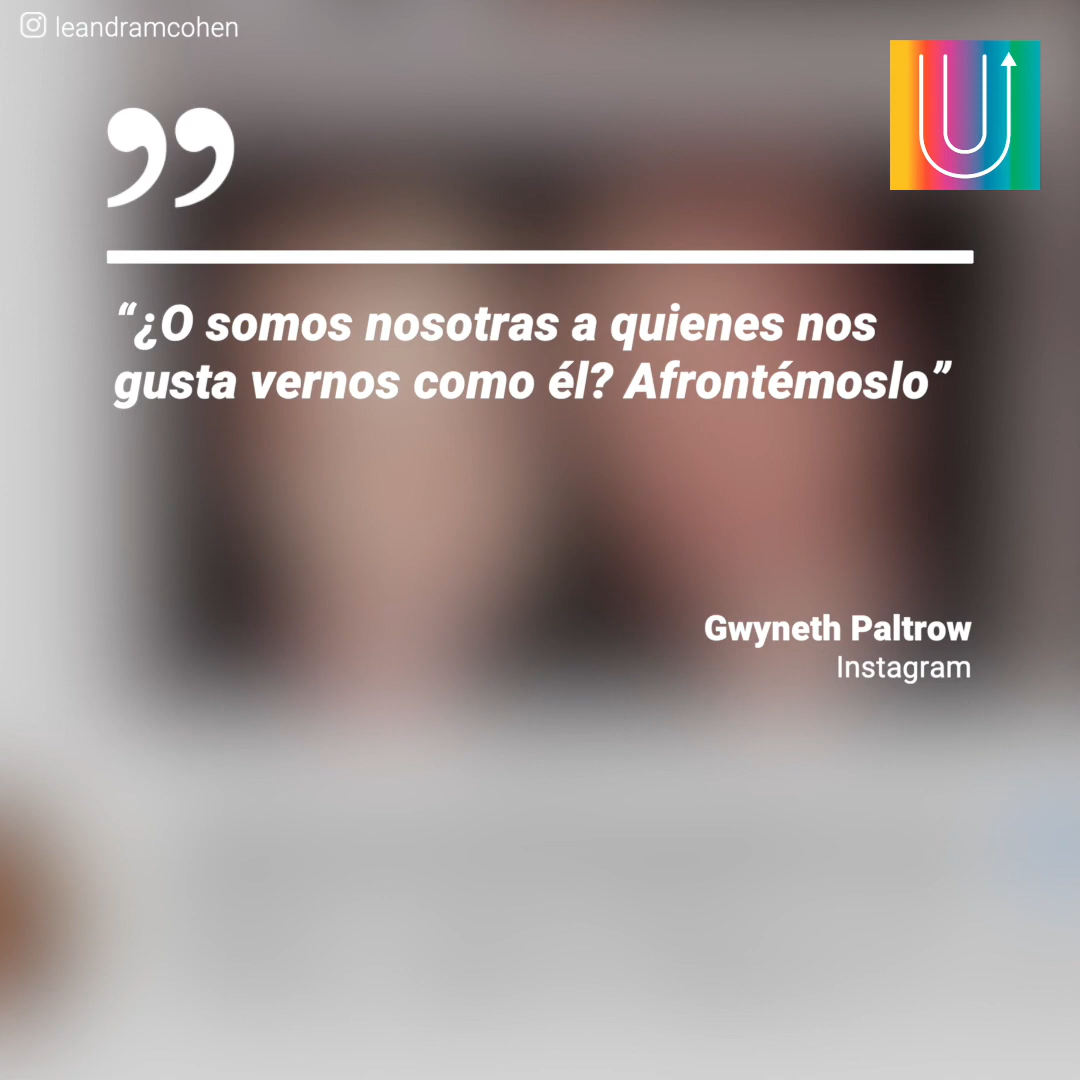 leandramcohen
U
”
“¿O somos nosotras a quienes nos
gusta vernos como él? Afrontémoslo”
Gwyneth Paltrow
Instagram